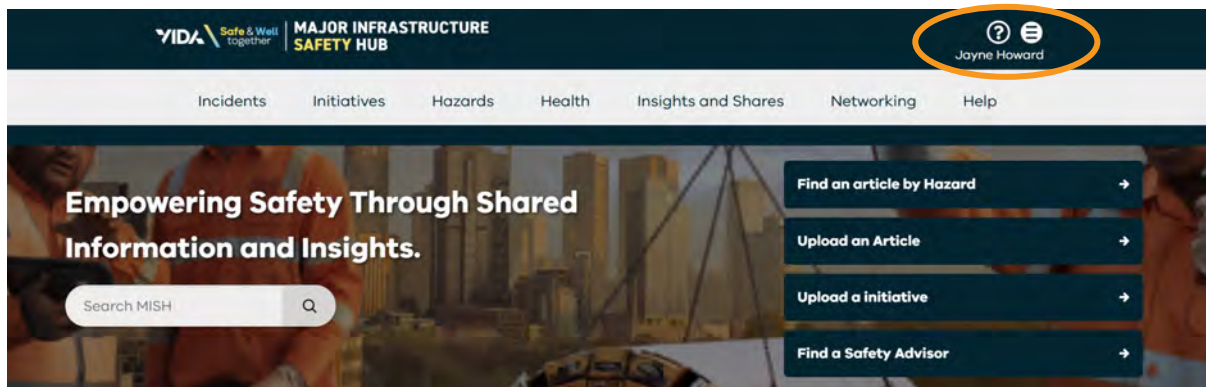 VIDA Safe & Well together MAJOR INFRASTRUCTURE SAFETY HUB
?
Jayne Howard
Incidents Initiatives Hazards Health Insights and Shares Networking Help
Empowering Safety Through Shared
Information and Insights.
Search MISH
Find an article by Hazard
Upload an Article
Upload a initiative
Find a Safety Advisor